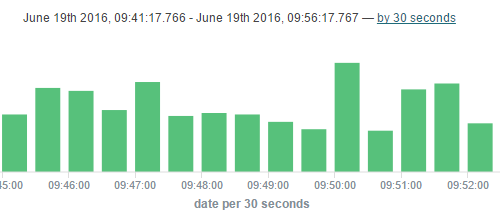 June 19th 2016, 09:41:17.766 - June 19th 2016, 09:56:17.767 — by 30 seconds
45:00 09:46:00 09:47:00 09:48:00 09:49:00 09:50:00 09:51:00 09:52:00
date per 30 seconds